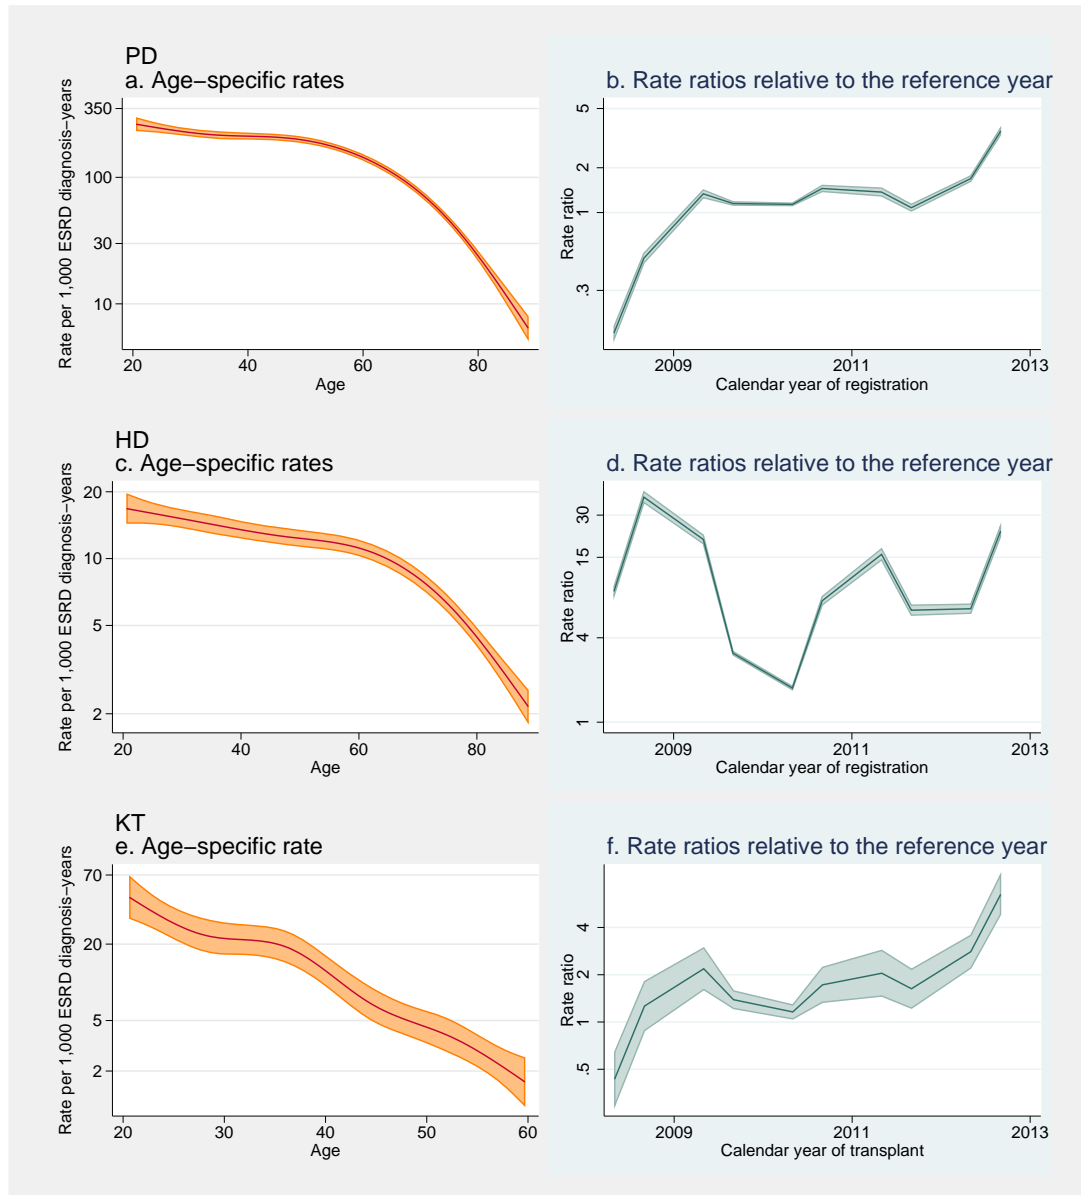 PD
a. Age−specific rates
Rate per 1,000 ESRD diagnosis−years
350
100
30
10
20 40 60 80
Age
b. Rate ratios relative to the reference year
Rate ratio
5
2
1
.3
2009 2011 2013
Calendar year of registration
HD
c. Age−specific rates
Rate per 1,000 ESRD diagnosis−years
20
10
5
2
20 40 60 80
Age
d. Rate ratios relative to the reference year
Rate ratio
30
15
4
1
2009 2011 2013
Calendar year of registration
KT
e. Age−specific rate
Rate per 1,000 ESRD diagnosis−years
70
20
5
2
20 30 40 50 60
Age
f. Rate ratios relative to the reference year
Rate ratio
4
2
1
.5
2009 2011 2013
Calendar year of transplant